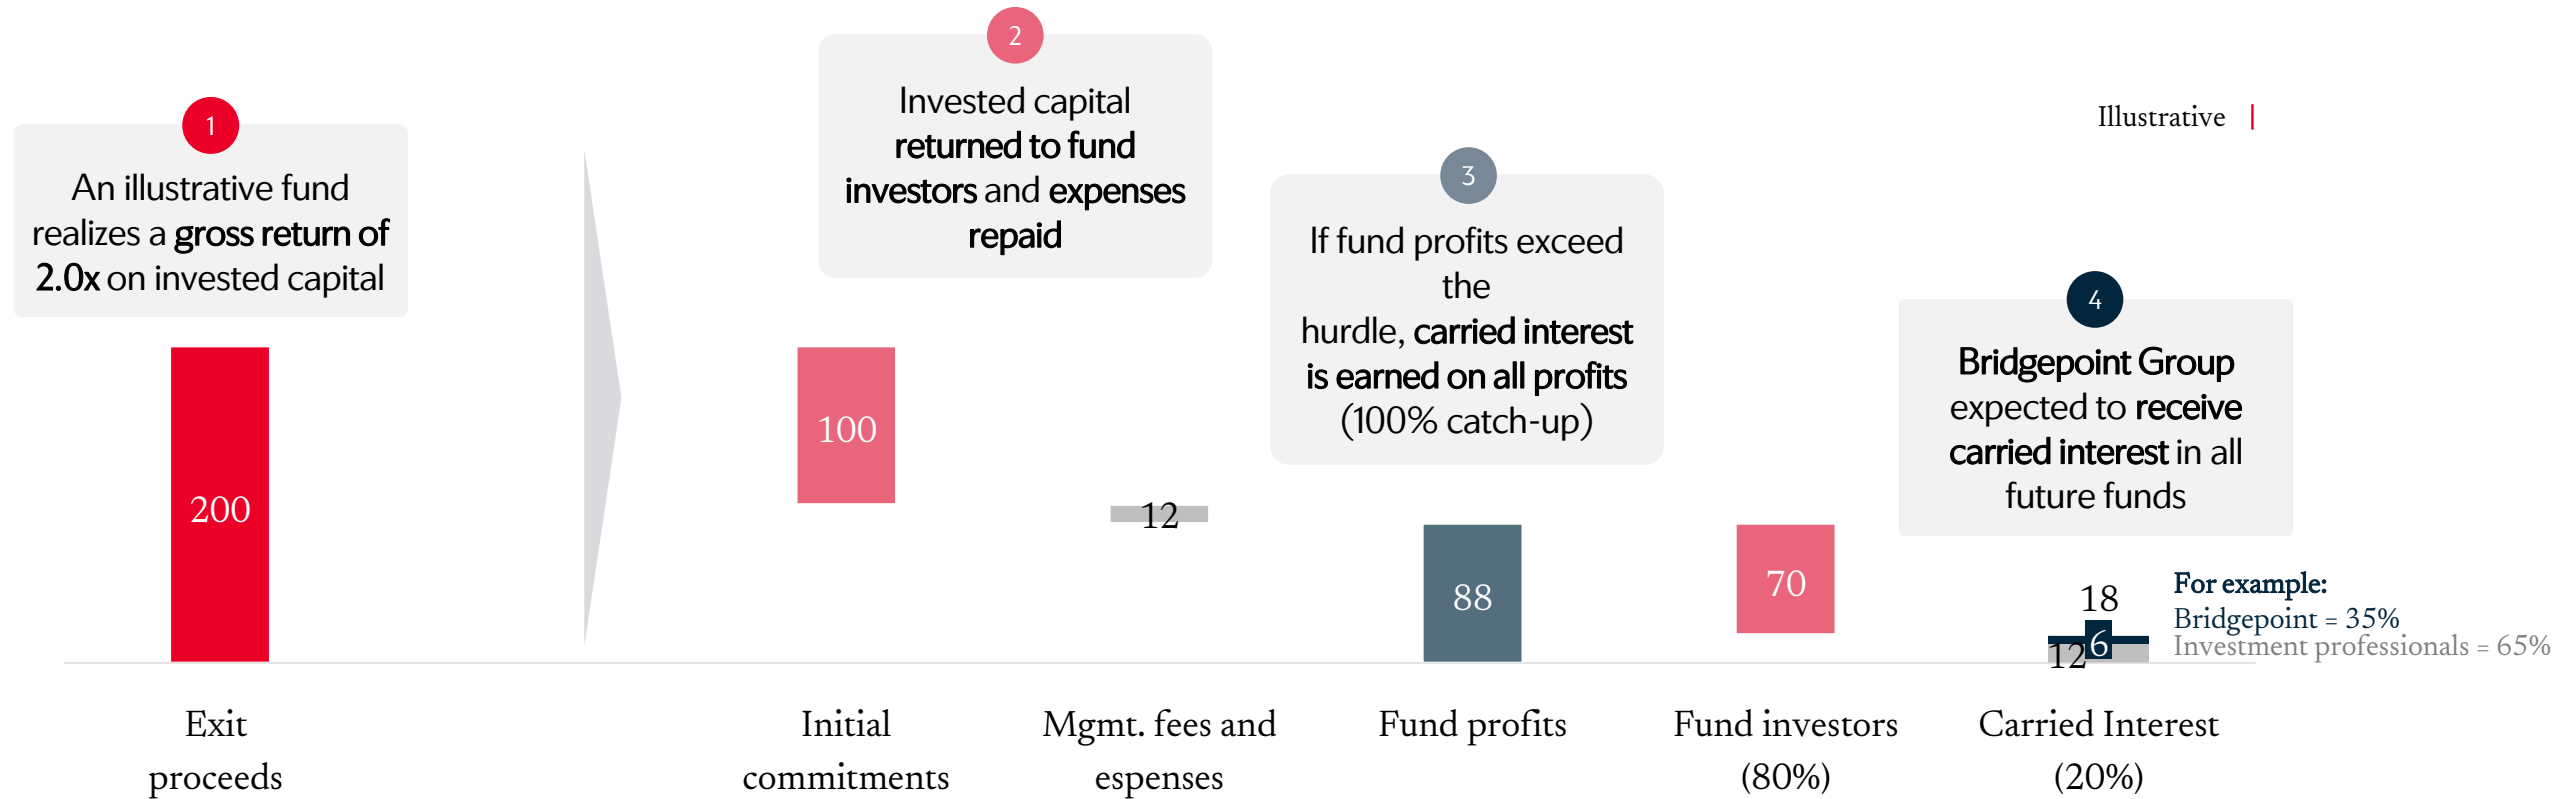 1
An illustrative fund
realizes a gross return of
2.0x on invested capital
2
Invested capital
returned to fund
investors and expenses
repaid
Illustrative
3
If fund profits exceed
the
hurdle, carried interest
is earned on all profits
(100% catch-up)
4
Bridgepoint Group
expected to receive
carried interest in all
future funds
200
100
12
88
70
18
6
12
For example:
Bridgepoint = 35%
Investment professionals = 65%
Exit
proceeds
Initial
commitments
Mgmt. fees and
espenses
Fund profits
Fund investors
(80%)
Carried Interest
(20%)